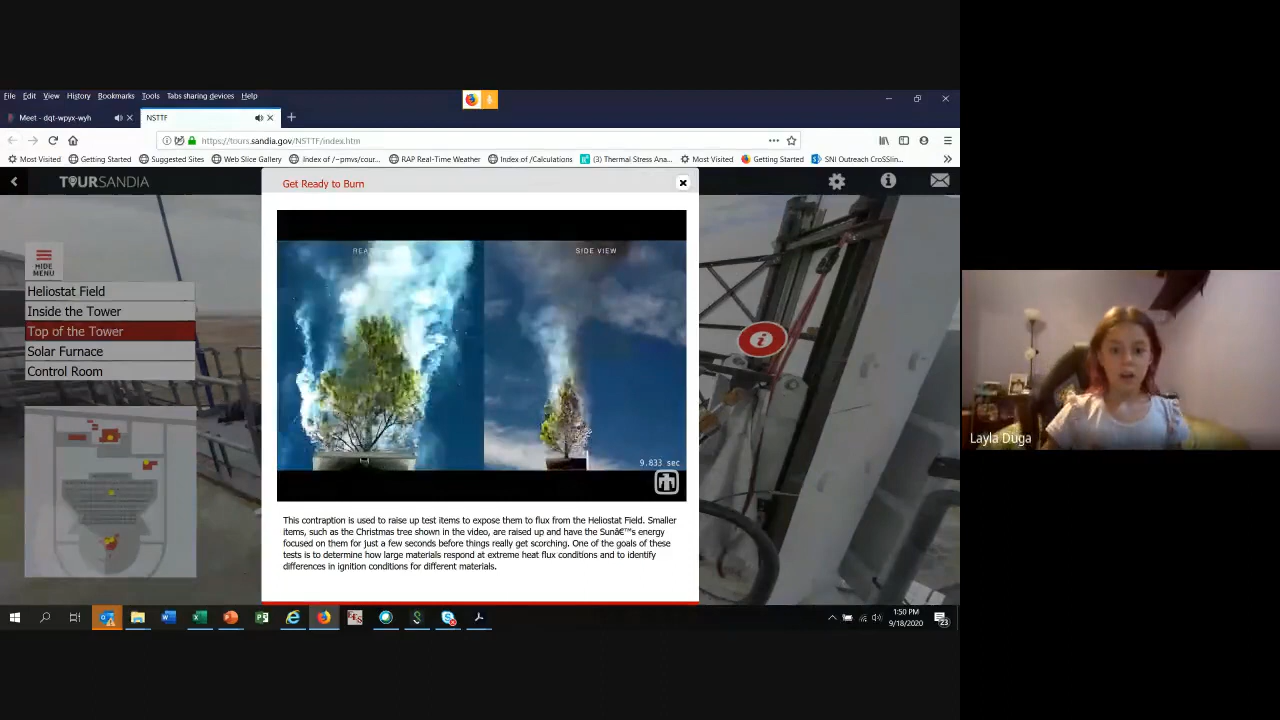 File Edit View History Bookmarks Tools Tabs sharing devices Help
Meet - dqt-wpyx-wyh
NSTTF
https://tours.sandia.gov/NSTTF/index.htm
Most Visited Getting Started Suggested Sites Web Slice Gallery Index of /~pmvs/cour... RAP Real-Time Weather Index of /Calculations (3) Thermal Stress Ana... Most Visited Getting Started SNI Outreach CroSSlin...
TOURSANDIA
Get Ready to Burn
HIDE
MENU
Heliostat Field
Inside the Tower
Top of the Tower
Solar Furnace
Control Room
SIDE VIEW
9.833 sec
This contraption is used to raise up test items to expose them to flux from the Heliostat Field. Smaller
items, such as the Christmas tree shown in the video, are raised up and have the Sunâ€™s energy
focused on them for just a few seconds before things really get scorching. One of the goals of these
tests is to determine how large materials respond at extreme heat flux conditions and to identify
differences in ignition conditions for different materials.
Layla Duga
1:50 PM
9/18/2020
23